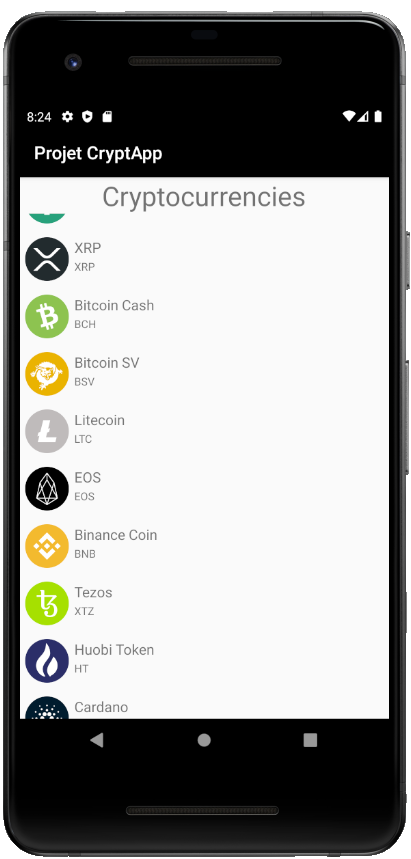 8:24
Projet CryptApp
Cryptocurrencies
XRP
XRP
Bitcoin Cash
BCH
Bitcoin SV
BSV
Litecoin
LTC
EOS
EOS
Binance Coin
BNB
Tezos
XTZ
Huobi Token
HT
Cardano